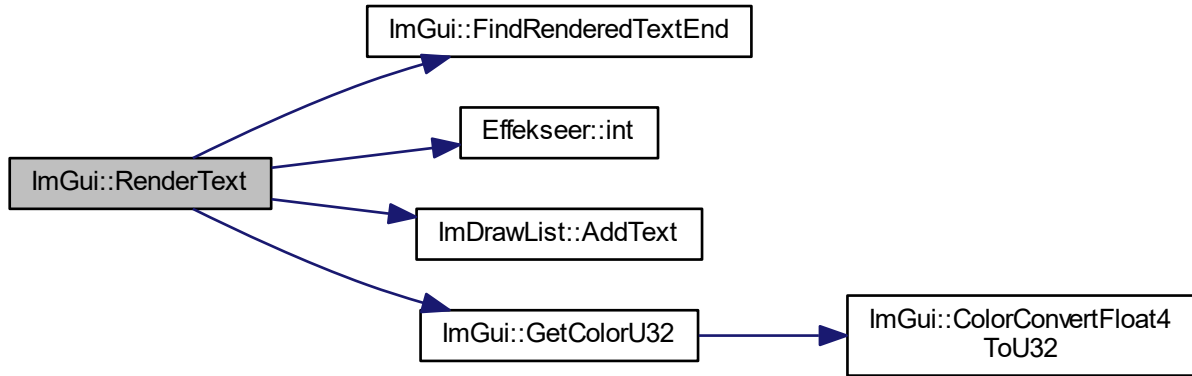 ImGui::FindRenderedTextEnd
Effekseer::int
ImGui::RenderText
ImDrawList::AddText
ImGui::GetColorU32
ImGui::ColorConvertFloat4
ToU32